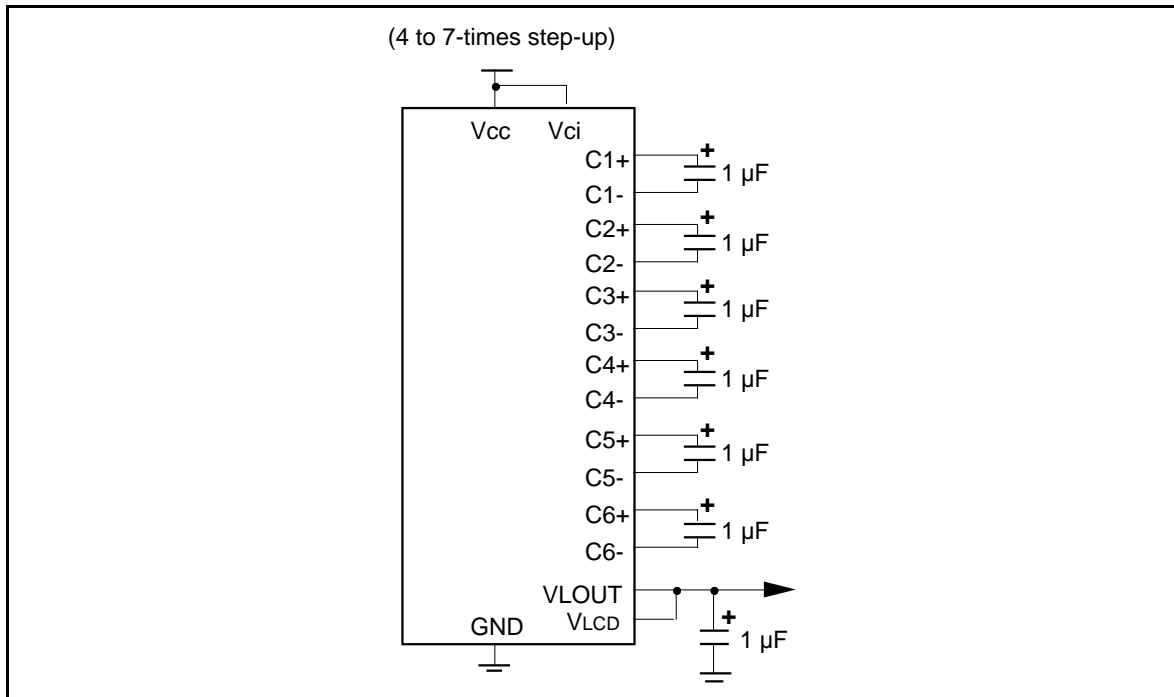 (4 to 7-times step-up)
Vcc Vci
C1+
+
1 µF
C1-
C2+
+
1 µF
C2-
C3+
+
1 µF
C3-
C4+
+
1 µF
C4-
C5+
+
1 µF
C5-
C6+
+
1 µF
C6-
VLOUT
VLCD
+
1 µF
GND